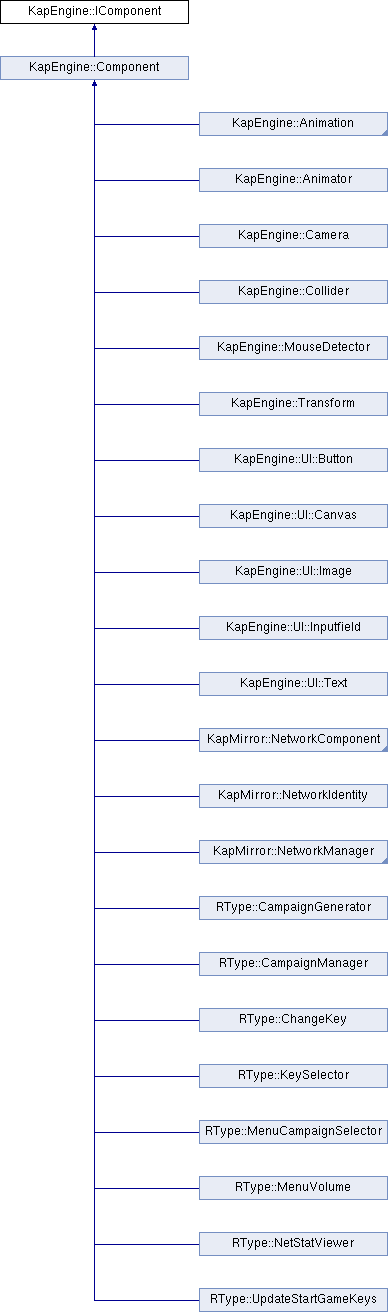 KapEngine::IComponent
KapEngine::Component
KapEngine::Animation
KapEngine::Animator
KapEngine::Camera
KapEngine::Collider
KapEngine::MouseDetector
KapEngine::Transform
KapEngine::UI::Button
KapEngine::UI::Canvas
KapEngine::UI::Image
KapEngine::UI::Inputfield
KapEngine::UI::Text
KapMirror::NetworkComponent
KapMirror::NetworkIdentity
KapMirror::NetworkManager
RType::CampaignGenerator
RType::CampaignManager
RType::ChangeKey
RType::KeySelector
RType::MenuCampaignSelector
RType::MenuVolume
RType::NetStatViewer
RType::UpdateStartGameKeys